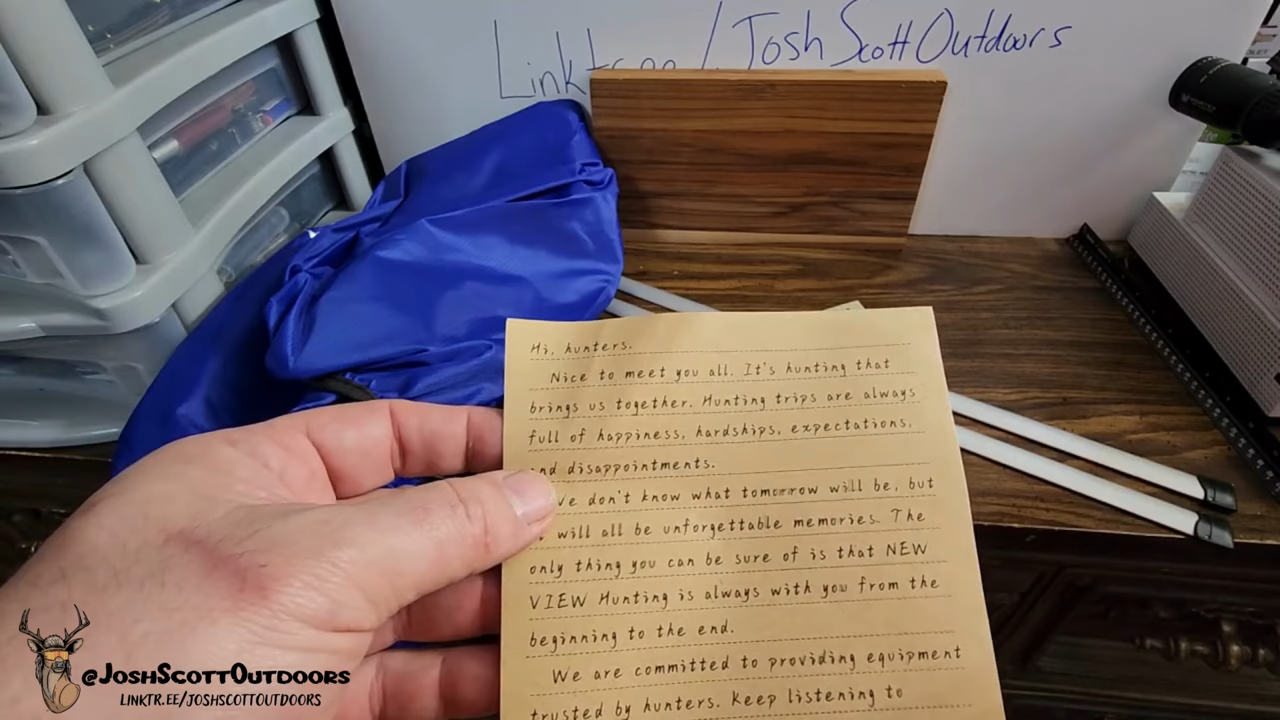 Linktree/JoshScottOutdoors
Hi, hunters.
Nice to meet you all. It's hunting that
brings us together. Hunting trips are always
full of happiness, hardships, expectations,
nd disappointments.
We don't know what tomorrow will be, but
will all be unforgettable memories. The
only thing you can be sure of is that NEW
VIEW Hunting is always with you from the
beginning to the end.
We are committed to providing equipment
trusted by hunters. Keep listening to
@JoshScottOutdoors
linktr.ee/joshscottoutdoors